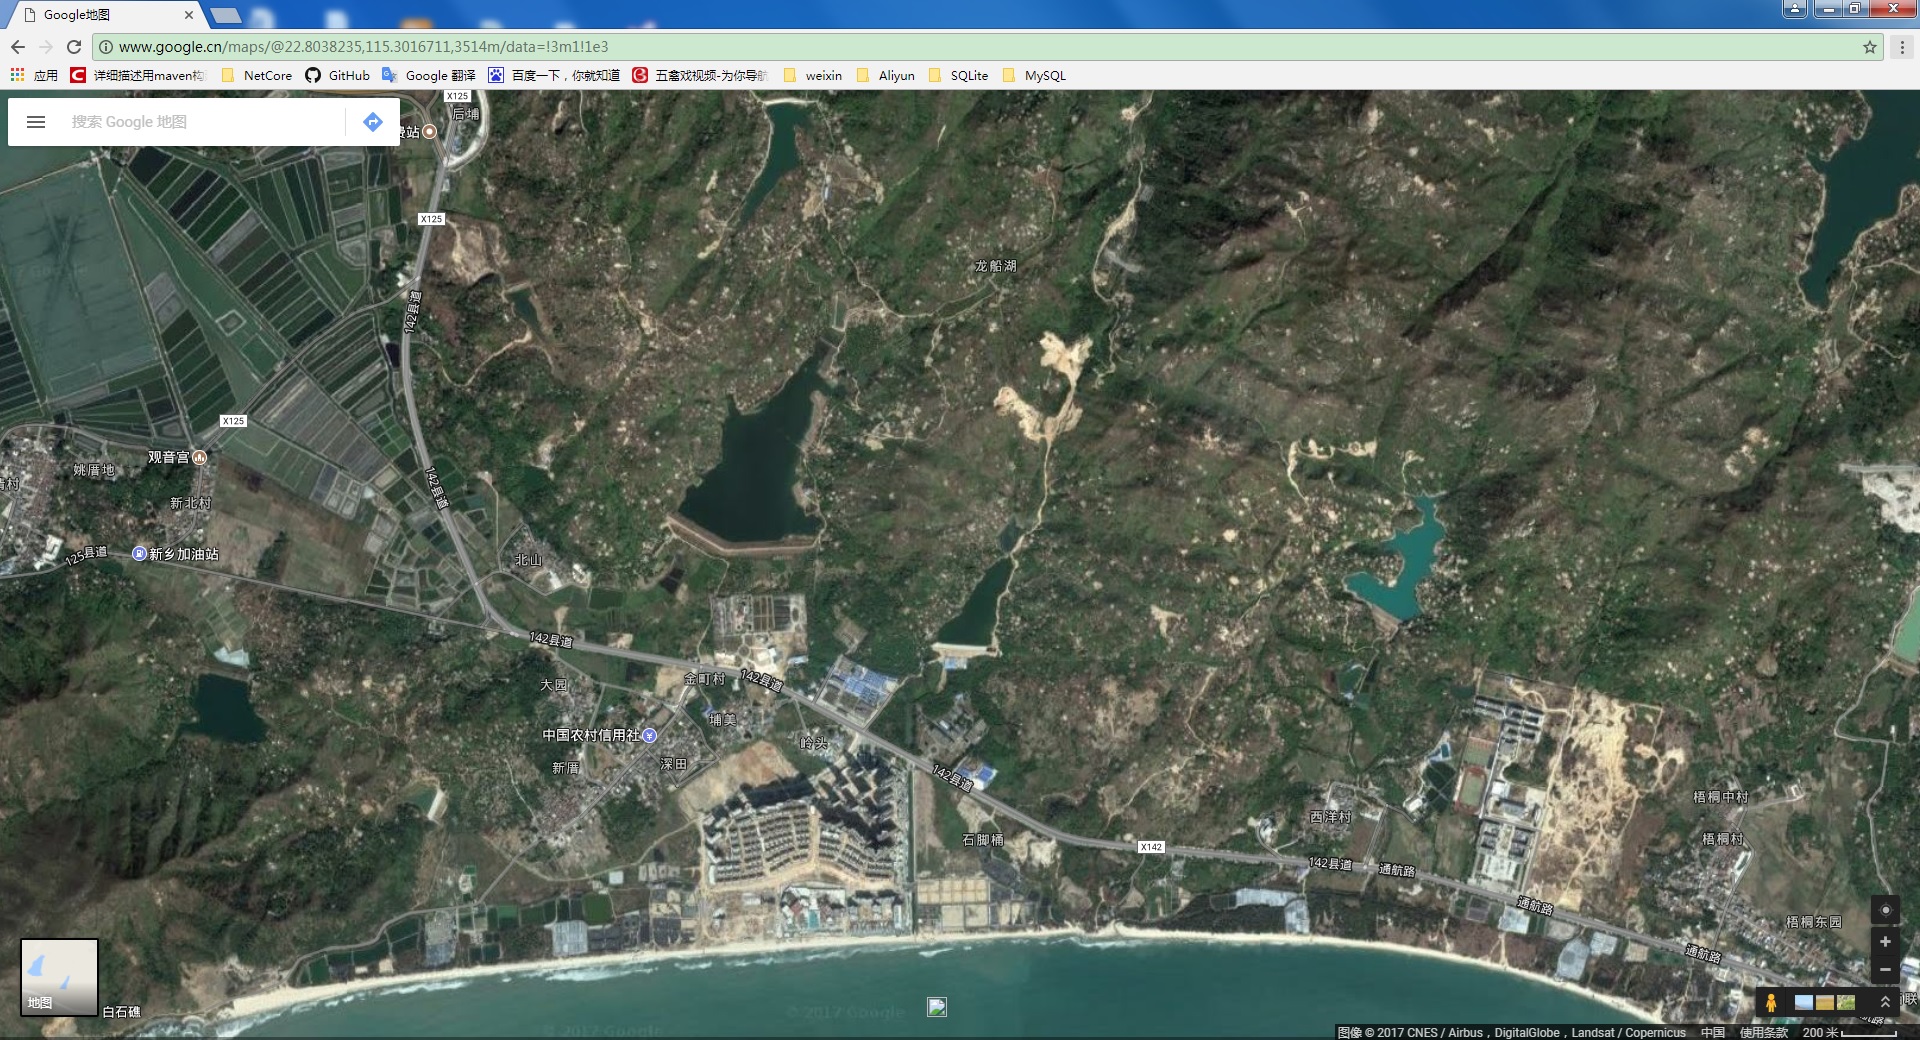 Google地图
www.google.cn/maps/@22.8038235,115.3016711,3514m/data=!3m1!1e3
应用 详细描述用maven构 NetCore GitHub Google 翻译 百度一下，你就知道 五禽戏视频-为你导航 weixin Aliyun SQLite MySQL
搜索 Google 地图
X125
后埔
站
X125
龙船湖
142县道
X125
观音宫
姚厝地
村
新北村
142县道
125县道
新乡加油站
北山
142县道
金町村
142县道
大园
埔美
中国农村信用社
岭头
新厝
深田
142县道
石脚桶
X142
西洋村
梧桐中村
梧桐村
142县道
通航路
通航路
梧桐东园
通航路
地图
白石礁
联
© 2017 Google
© 2017 Google
图像 © 2017 CNES / Airbus，DigitalGlobe，Landsat / Copernicus 中国 使用条款 200 米